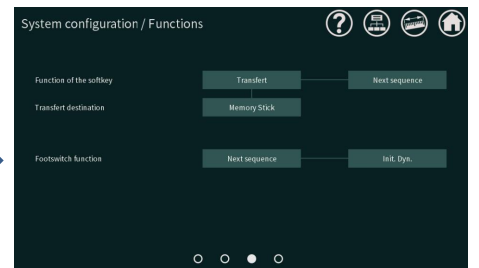 System configuration / Functions
?
Function of the softkey Transfert Next sequence
Transfert destination Memory Stick
Footswitch function Next sequence Init. Dyn.